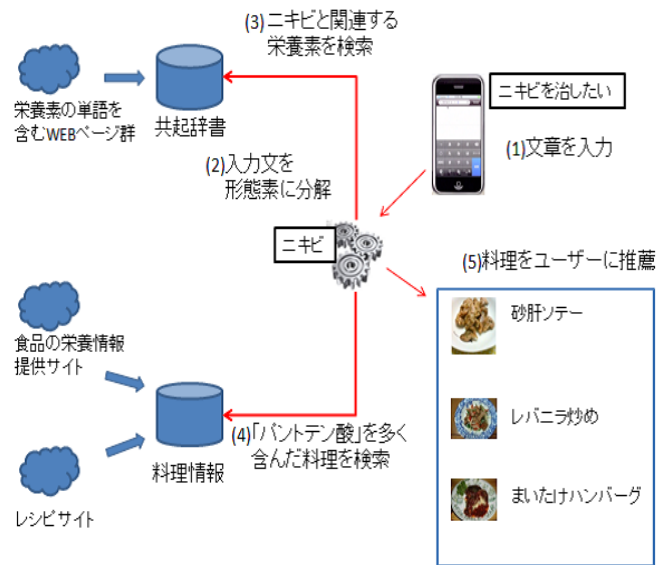 (3)ニキビと関連する
栄養素を検索
栄養素の単語を
含むWEBページ群
共起辞書
ニキビを治したい
(1)文章を入力
(2)入力文を
形態素に分解
ニキビ
(5)料理をユーザーに推薦
砂肝ソテー
食品の栄養情報
提供サイト
レバニラ炒め
(4)「パントテン酸」を多く
含んだ料理を検索
料理情報
まいたけハンバーグ
レシピサイト